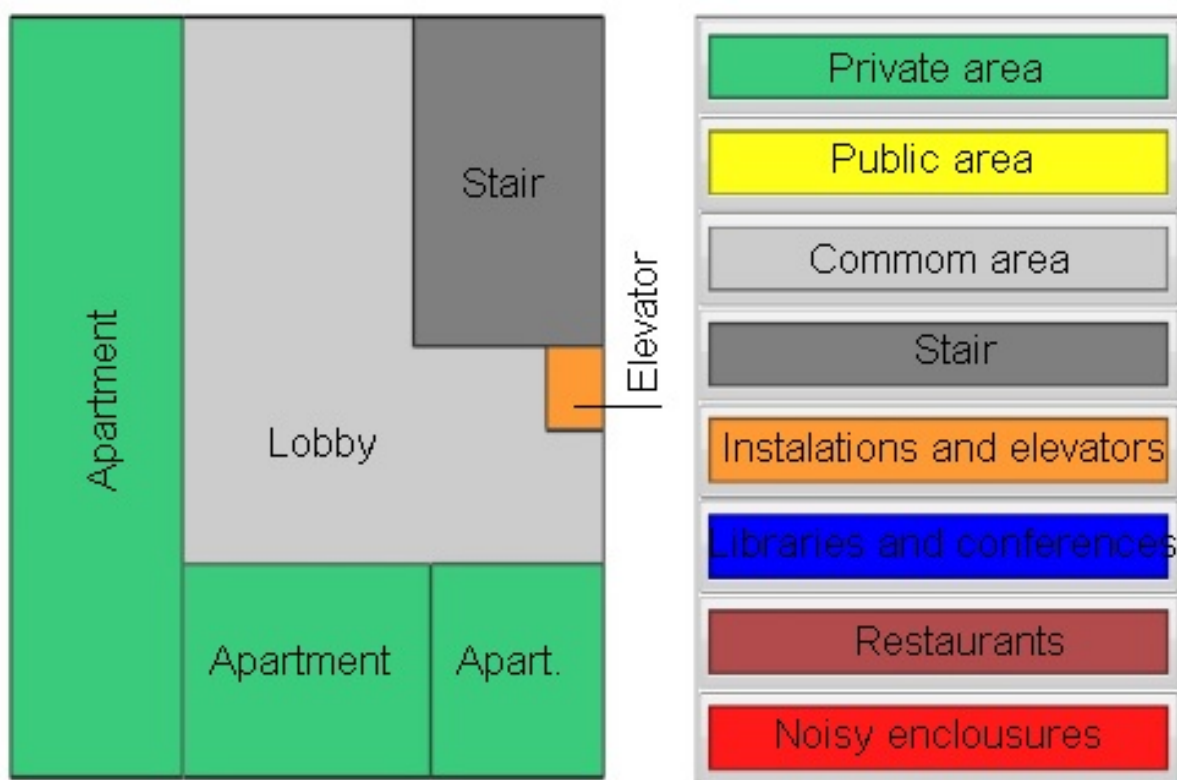 Apartment
Stair
Elevator
Lobby
Apartment
Apart.
Private area
Public area
Commom area
Stair
Instalations and elevators
Libraries and conferences
Restaurants
Noisy enclousures